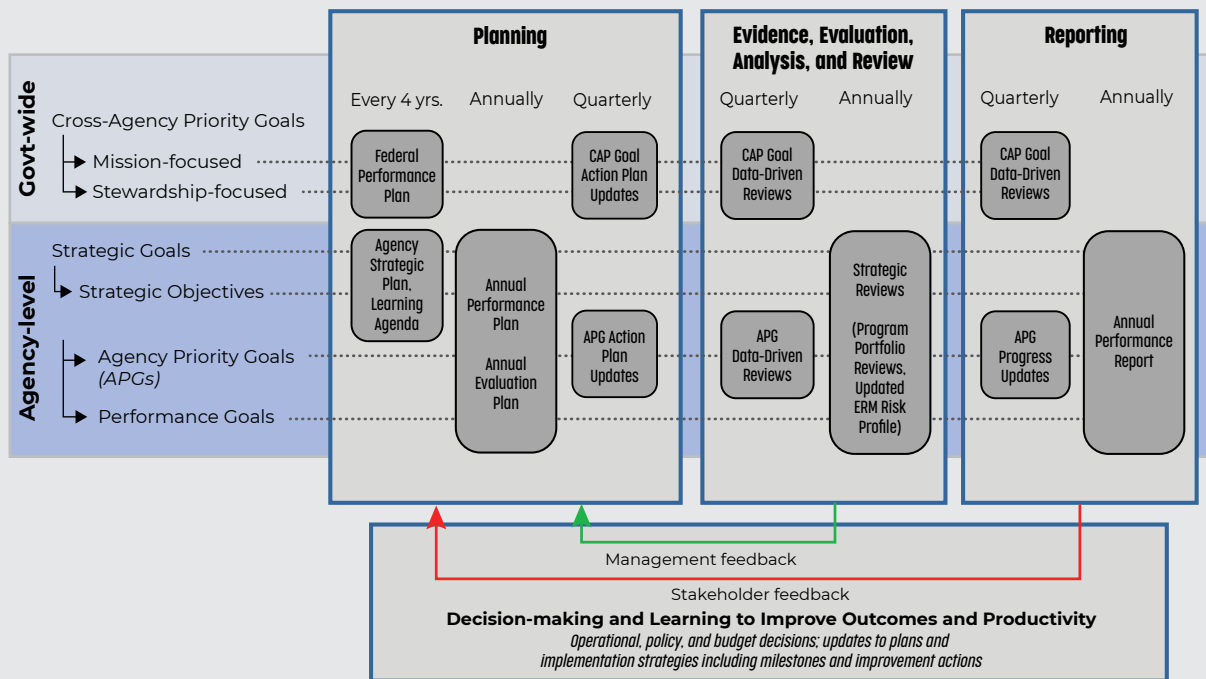 Planning
Evidence, Evaluation,
Analysis, and Review
Reporting
Every 4 yrs.
Annually
Quarterly
Quarterly
Annually
Quarterly
Annually
Govt-wide
Cross-Agency Priority Goals
Mission-focused
Stewardship-focused
Federal
Performance
Plan
CAP Goal
Action Plan
Updates
CAP Goal
Data-Driven
Reviews
CAP Goal
Data-Driven
Reviews
Agency-level
Strategic Goals
Strategic Objectives
Agency Priority Goals
(APGs)
Performance Goals
Agency
Strategic
Plan,
Learning
Agenda
Annual
Performance
Plan
Annual
Evaluation
Plan
APG Action
Plan
Updates
APG
Data-Driven
Reviews
Strategic
Reviews
(Program
Portfolio
Reviews,
Updated
ERM Risk
Profile)
APG
Progress
Updates
Annual
Performance
Report
Management feedback
Stakeholder feedback
Decision-making and Learning to Improve Outcomes and Productivity
Operational, policy, and budget decisions; updates to plans and
implementation strategies including milestones and improvement actions